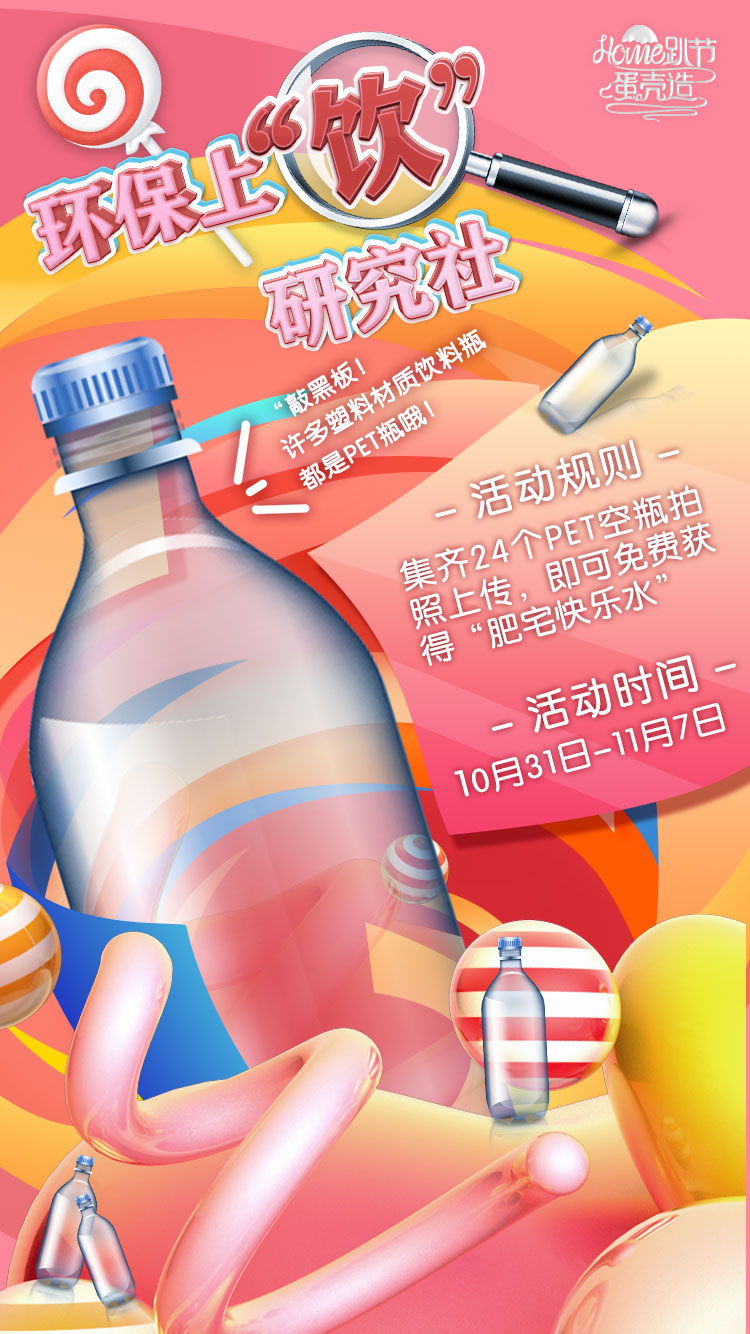 Home趴节
蛋壳造
环保上“饮”
研究社
“敲黑板！
许多塑料材质饮料瓶
都是PET瓶哦！
- 活动规则 -
集齐24个PET空瓶拍
照上传，即可免费获
得“肥宅快乐水”
- 活动时间 -
10月31日-11月7日